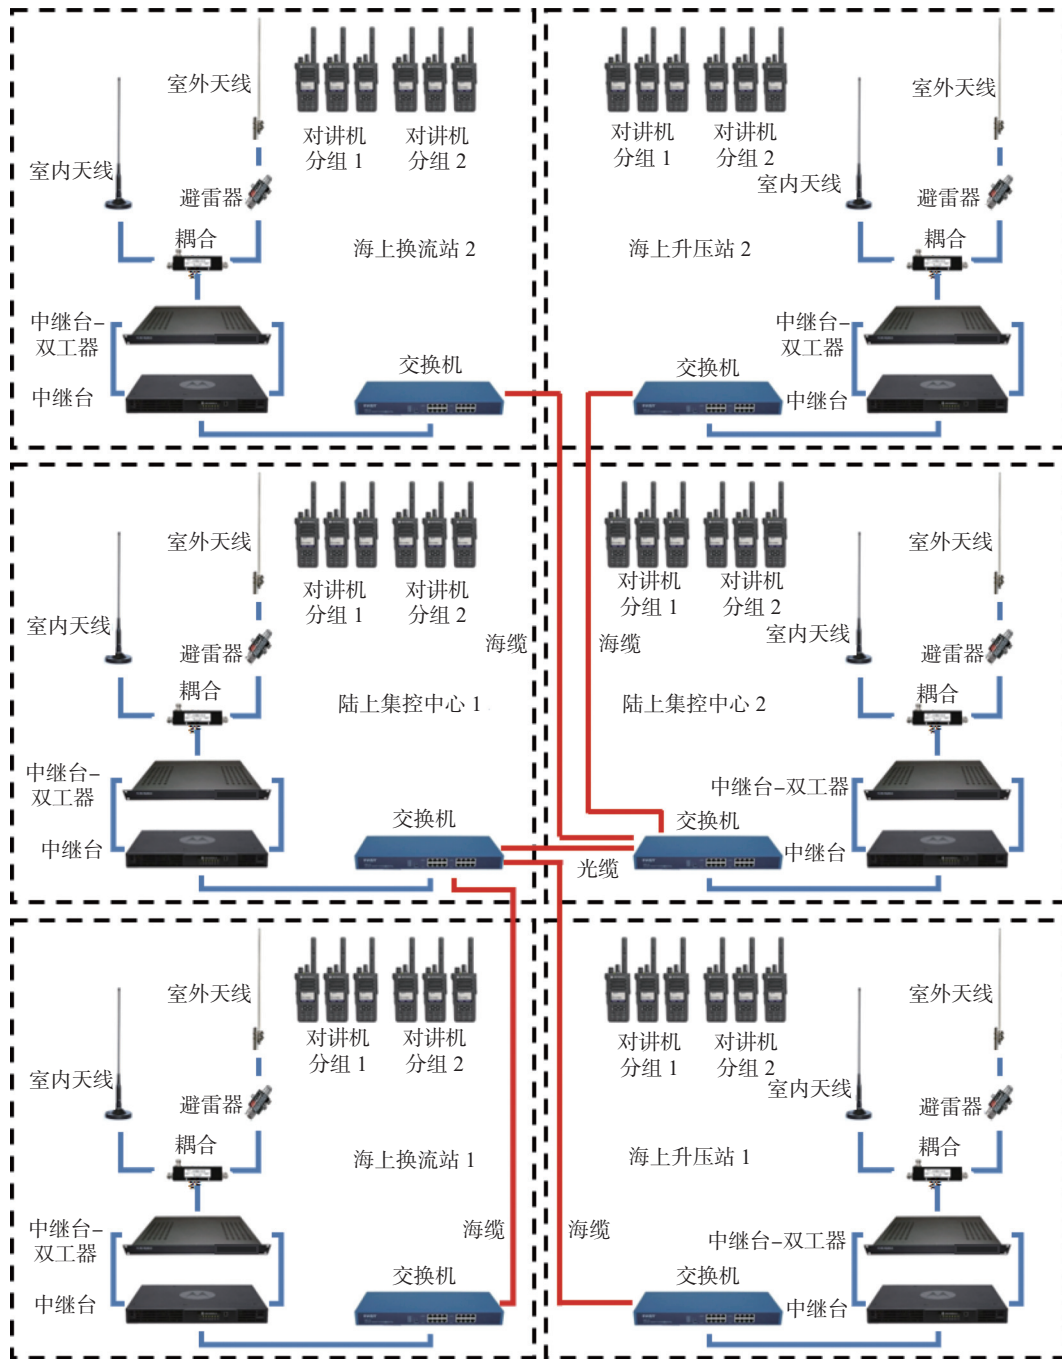 室外天线
对讲机
分组 1
对讲机
分组 2
室内天线
避雷器
耦合
海上换流站 2
中继台-
双工器
交换机
中继台
对讲机
分组 1
对讲机
分组 2
室外天线
室内天线
避雷器
耦合
海上升压站 2
中继台-
双工器
交换机
中继台
室外天线
对讲机
分组 1
对讲机
分组 2
室内天线
避雷器
海缆
耦合
陆上集控中心 1
中继台-
双工器
交换机
中继台
对讲机
分组 1
对讲机
分组 2
室外天线
海缆
室内天线
避雷器
陆上集控中心 2
耦合
中继台-双工器
交换机
中继台
光缆
室外天线
对讲机
分组 1
对讲机
分组 2
室内天线
避雷器
耦合
海上换流站 1
中继台-
双工器
海缆
交换机
中继台
对讲机
分组 1
对讲机
分组 2
室外天线
室内天线
避雷器
耦合
海上升压站 1
海缆
中继台-双工器
交换机
中继台